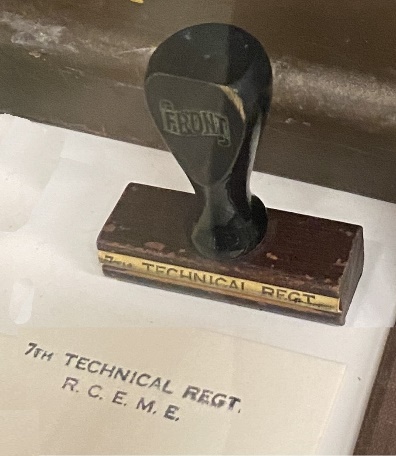 FRONT
7TH TECHNICAL REGT.
7TH TECHNICAL REGT.
R. C. E. M. E.